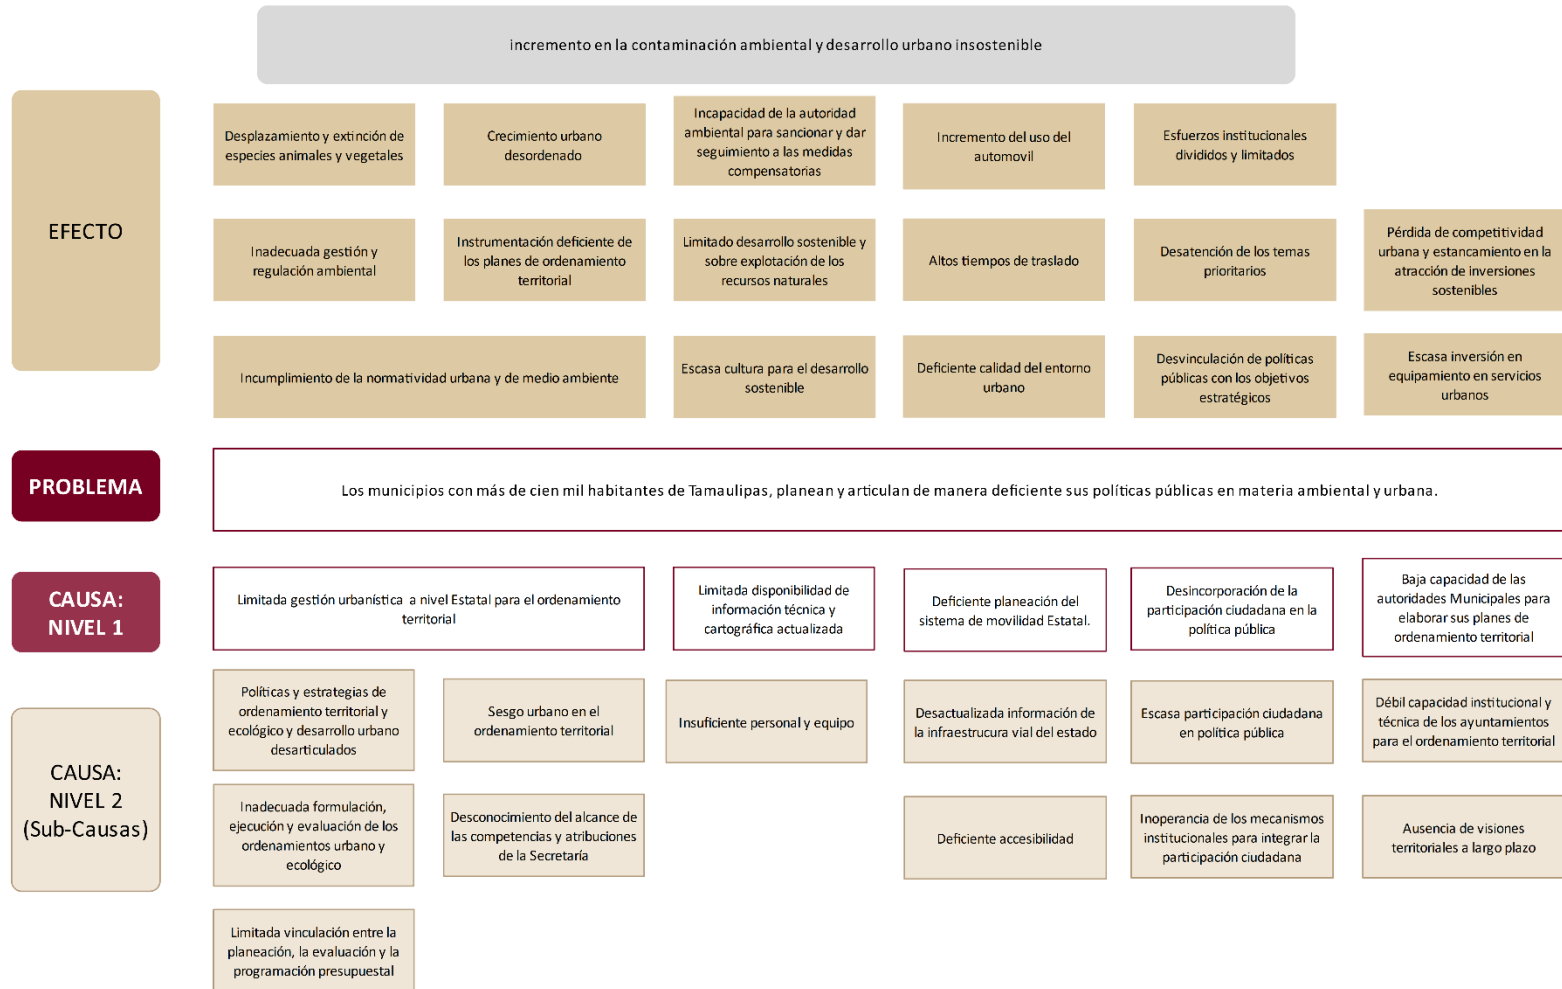 incremento en la contaminación ambiental y desarrollo urbano insostenible
EFECTO
Desplazamiento y extinción de
especies animales y vegetales
Crecimiento urbano
desordenado
Incapacidad de la autoridad
ambiental para sancionar y dar
seguimiento a las medidas
compensatorias
Incremento del uso del
automovil
Esfuerzos institucionales
divididos y limitados
Inadecuada gestión y
regulación ambiental
Instrumentación deficiente de
los planes de ordenamiento
territorial
Limitado desarrollo sostenible y
sobre explotación de los
recursos naturales
Altos tiempos de traslado
Desatención de los temas
prioritarios
Pérdida de competitividad
urbana y estancamiento en la
atracción de inversiones
sostenibles
Incumplimiento de la normatividad urbana y de medio ambiente
Escasa cultura para el desarrollo
sostenible
Deficiente calidad del entorno
urbano
Desvinculación de políticas
públicas con los objetivos
estratégicos
Escasa inversión en
equipamiento en servicios
urbanos
PROBLEMA
Los municipios con más de cien mil habitantes de Tamaulipas, planean y articulan de manera deficiente sus políticas públicas en materia ambiental y urbana.
CAUSA:
NIVEL 1
Limitada gestión urbanística a nivel Estatal para el ordenamiento
territorial
Limitada disponibilidad de
información técnica y
cartográfica actualizada
Deficiente planeación del
sistema de movilidad Estatal.
Desincorporación de la
participación ciudadana en la
política pública
Baja capacidad de las
autoridades Municipales para
elaborar sus planes de
ordenamiento territorial
CAUSA:
NIVEL 2
(Sub-Causas)
Políticas y estrategias de
ordenamiento territorial y
ecológico y desarrollo urbano
desarticulados
Sesgo urbano en el
ordenamiento territorial
Insuficiente personal y equipo
Desactualizada información de
la infraestrucura vial del estado
Escasa participación ciudadana
en política pública
Débil capacidad institucional y
técnica de los ayuntamientos
para el ordenamiento territorial
Inadecuada formulación,
ejecución y evaluación de los
ordenamientos urbano y
ecológico
Desconocimiento del alcance de
las competencias y atribuciones
de la Secretaría
Deficiente accesibilidad
Inoperancia de los mecanismos
institucionales para integrar la
participación ciudadana
Ausencia de visiones
territoriales a largo plazo
Limitada vinculación entre la
planeación, la evaluación y la
programación presupuestal